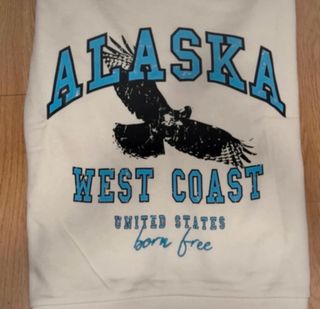 ALASKA
WEST COAST
UNITED STATES
born free